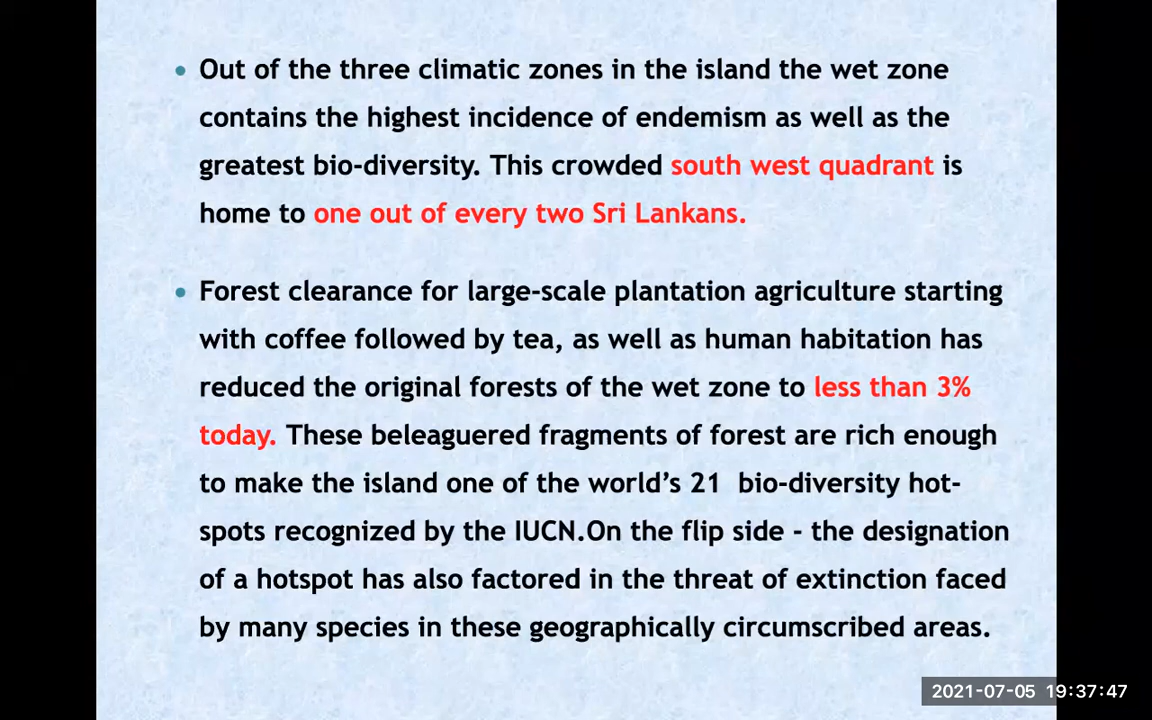 • Out of the three climatic zones in the island the wet zone
contains the highest incidence of endemism as well as the
greatest bio-diversity. This crowded south west quadrant is
home to one out of every two Sri Lankans.
• Forest clearance for large-scale plantation agriculture starting
with coffee followed by tea, as well as human habitation has
reduced the original forests of the wet zone to less than 3%
today. These beleaguered fragments of forest are rich enough
to make the island one of the world’s 21  bio-diversity hot-
spots recognized by the IUCN.On the flip side - the designation
of a hotspot has also factored in the threat of extinction faced
by many species in these geographically circumscribed areas.
2021-07-05 19:37:47